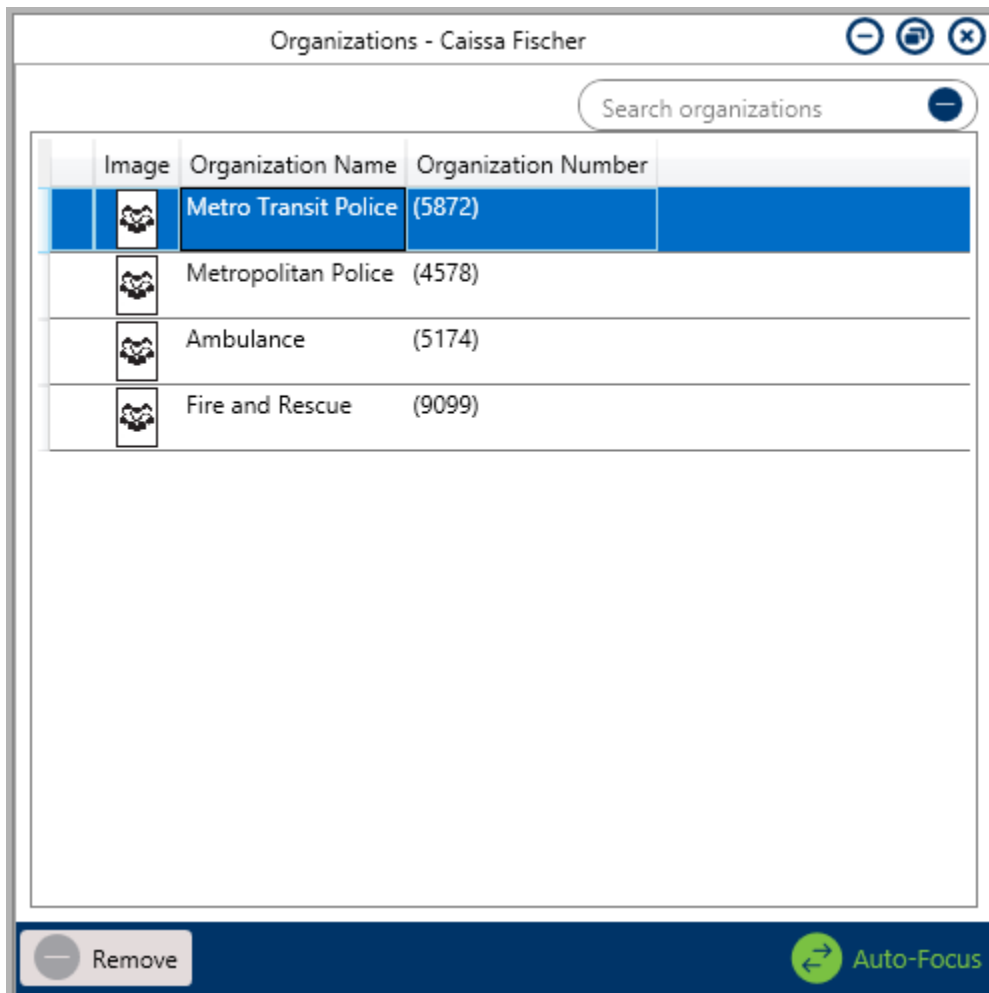 Organizations - Caissa Fischer
Search organizations
Image Organization Name Organization Number
Metro Transit Police (5872)
Metropolitan Police (4578)
Ambulance (5174)
Fire and Rescue (9099)
Remove Auto-Focus